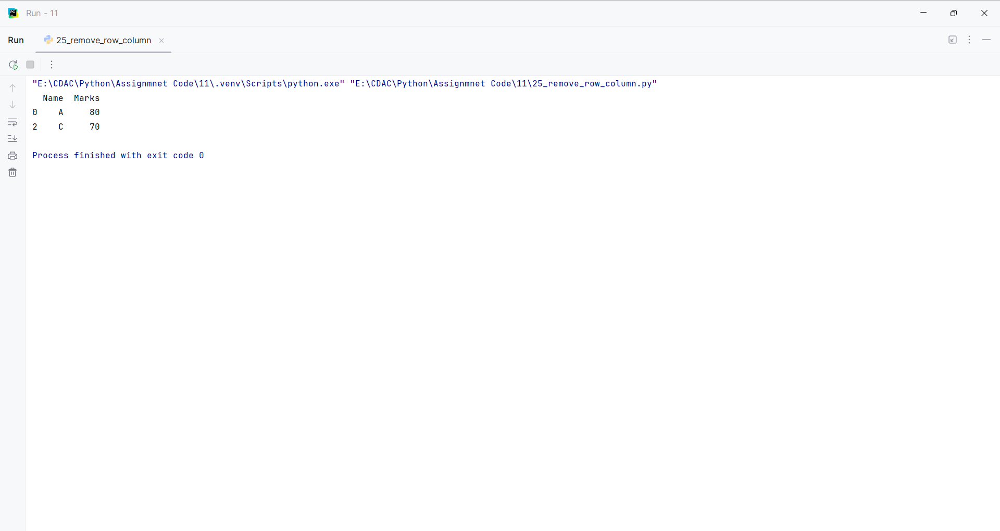 Run - 11
Run 25_remove_row_column
"E:\CDAC\Python\Assignmnet Code\11\.venv\Scripts\python.exe" "E:\CDAC\Python\Assignmnet Code\11\25_remove_row_column.py"
  Name  Marks
0    A     80
2    C     70
Process finished with exit code 0